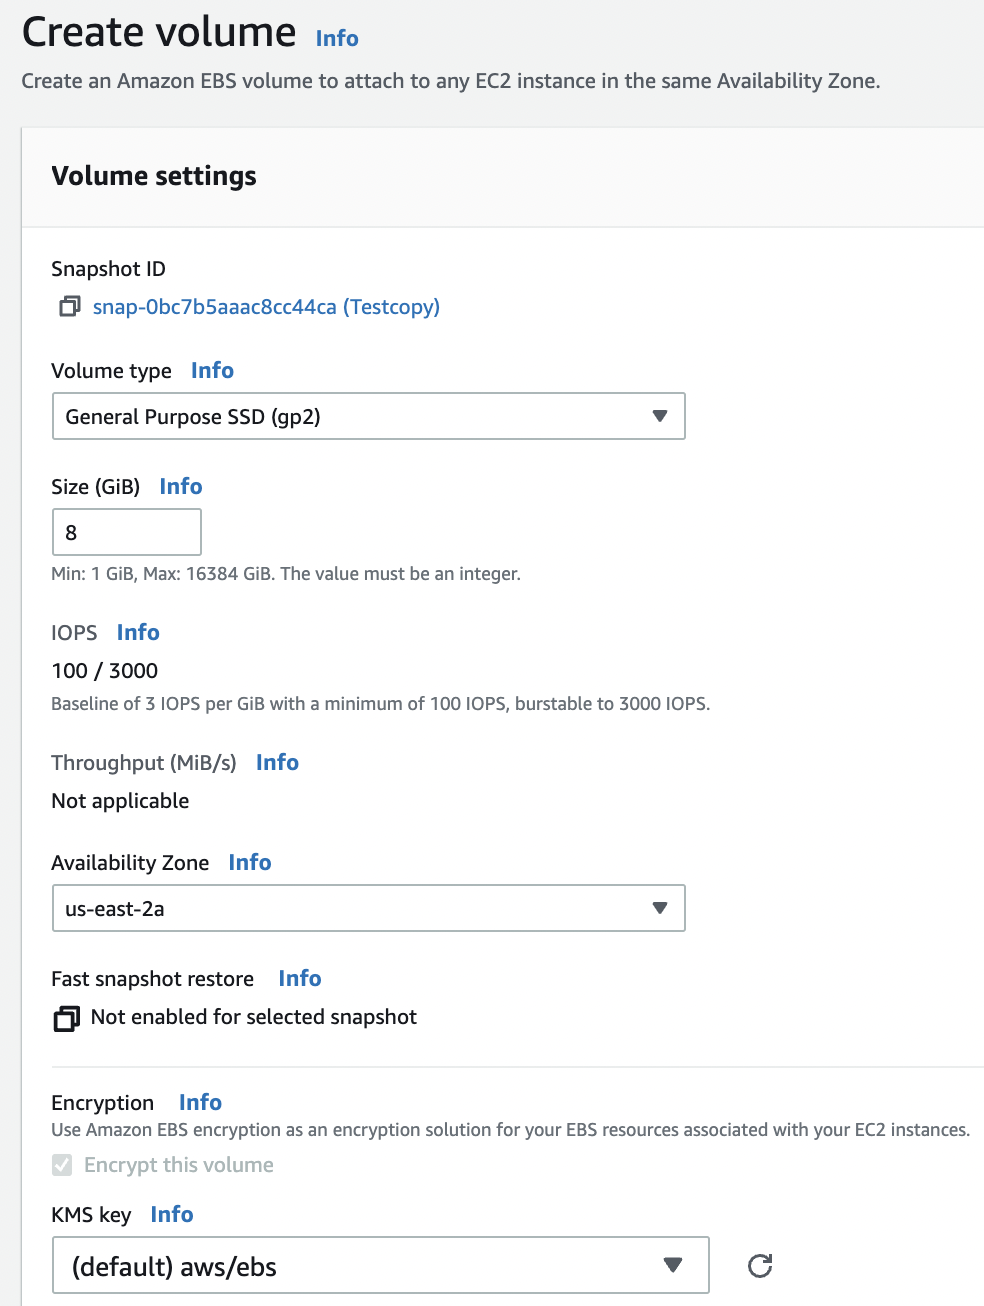 Create volume Info
Create an Amazon EBS volume to attach to any EC2 instance in the same Availability Zone.
Volume settings
Snapshot ID
snap-0bc7b5aaac8cc44ca (Testcopy)
Volume type Info
General Purpose SSD (gp2)
Size (GiB) Info
8
Min: 1 GiB, Max: 16384 GiB. The value must be an integer.
IOPS Info
100 / 3000
Baseline of 3 IOPS per GiB with a minimum of 100 IOPS, burstable to 3000 IOPS.
Throughput (MiB/s) Info
Not applicable
Availability Zone Info
us-east-2a
Fast snapshot restore Info
Not enabled for selected snapshot
Encryption Info
Use Amazon EBS encryption as an encryption solution for your EBS resources associated with your EC2 instances.
Encrypt this volume
KMS key Info
(default) aws/ebs